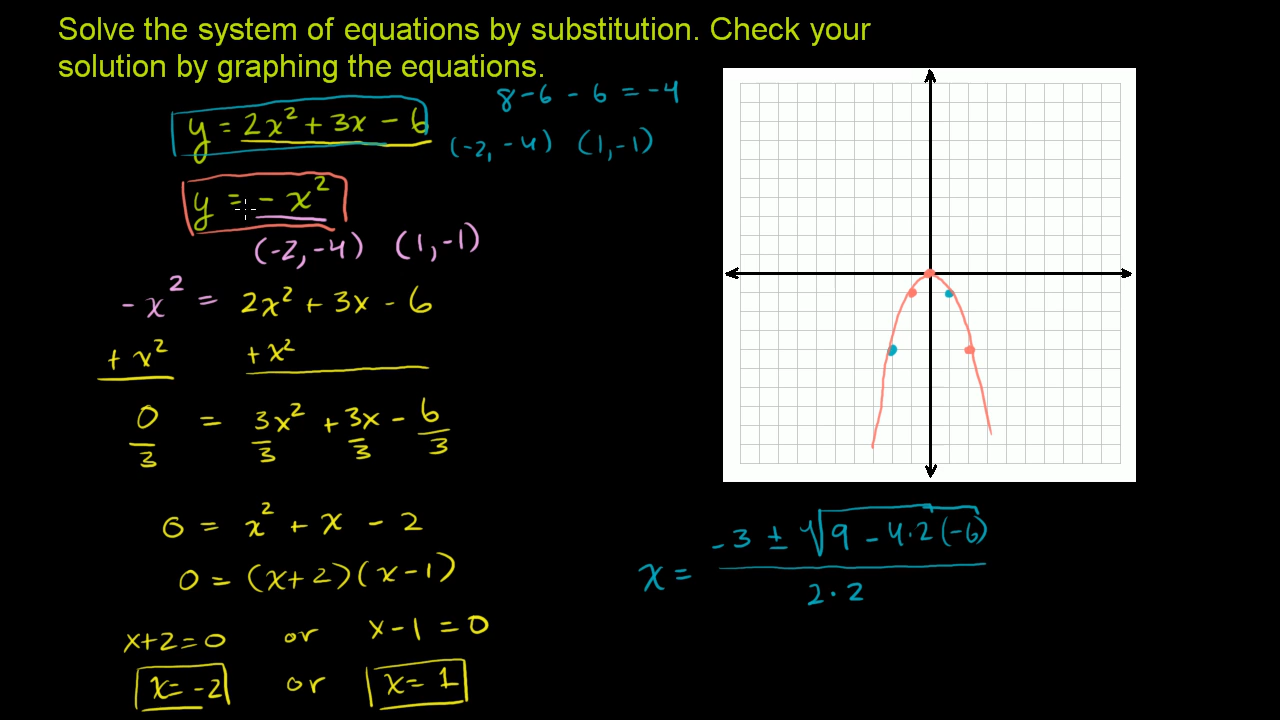 Solve the system of equations by substitution. Check your
solution by graphing the equations.
8 - 6 - 6 = -4
y = 2x² + 3x - 6
(-2, -4) (1, -1)
y = - x²
(-2, -4) (1, -1)
-x² = 2x² + 3x - 6
+ x² + x²
0/3 = 3x²/3 + 3x/3 - 6/3
0 = x² + x - 2
0 = (x+2)(x-1)
x+2=0 or x-1=0
x=-2 or x=1
x = (-3 ± √(9 - 4·2(-6)))/(2·2)